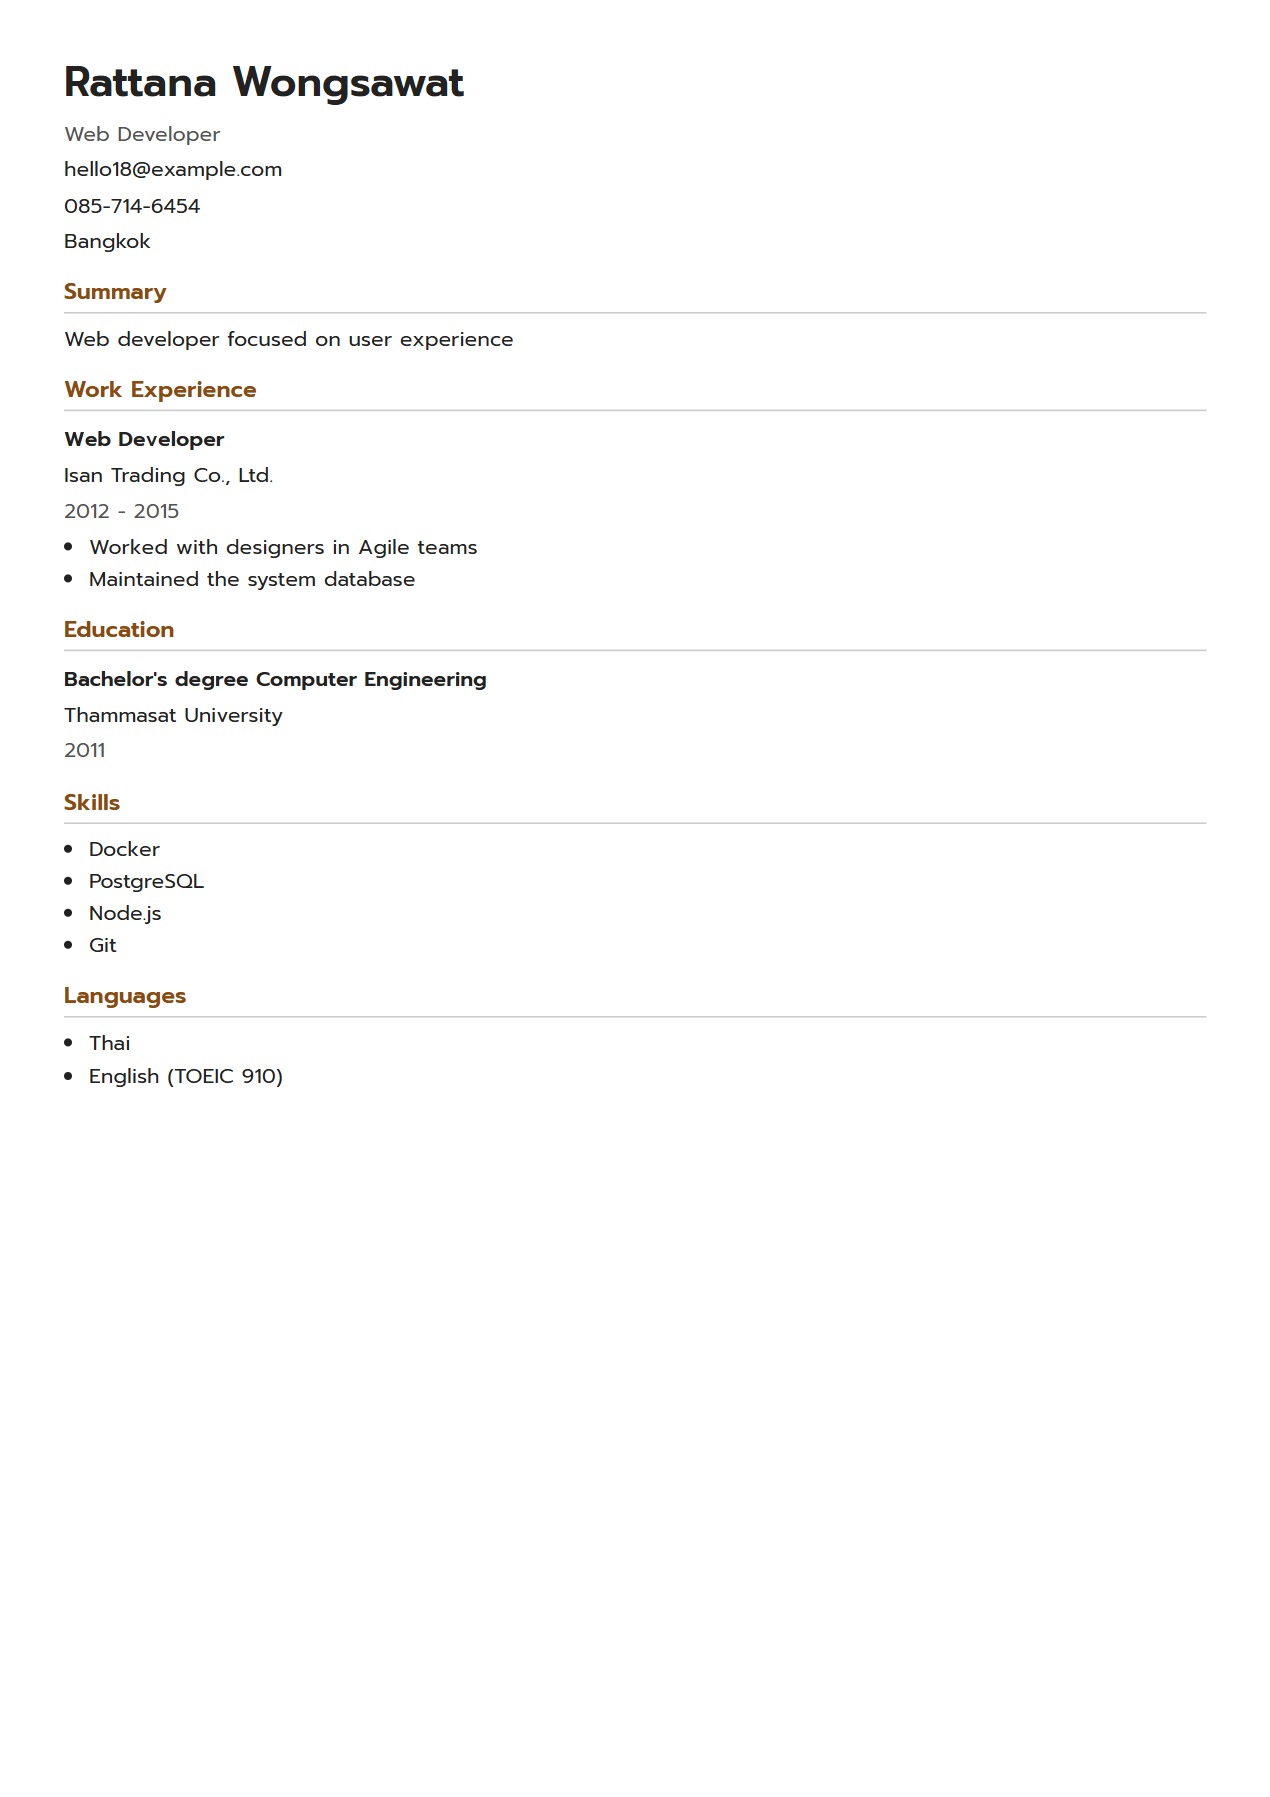 Rattana Wongsawat
Web Developer
hello18@example.com
085-714-6454
Bangkok
Summary
Web developer focused on user experience
Work Experience
Web Developer
Isan Trading Co., Ltd.
2012 - 2015
• Worked with designers in Agile teams
• Maintained the system database
Education
Bachelor's degree Computer Engineering
Thammasat University
2011
Skills
• Docker
• PostgreSQL
• Node.js
• Git
Languages
• Thai
• English (TOEIC 910)